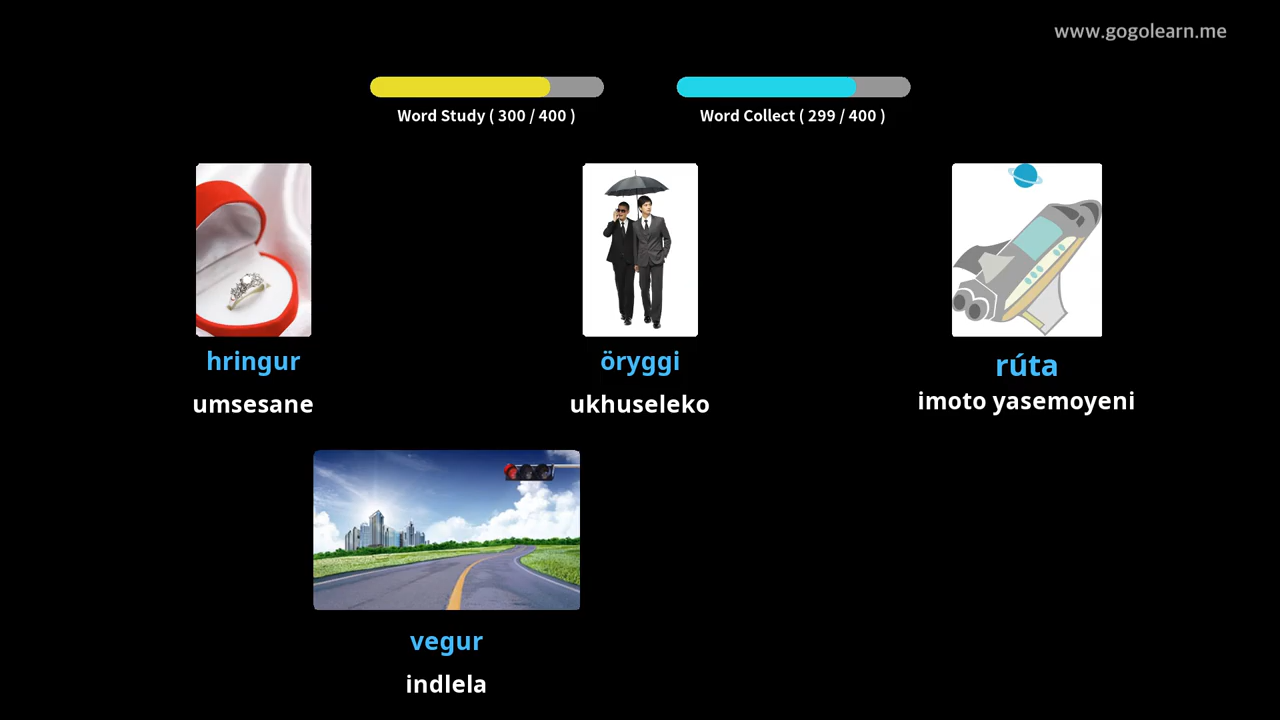 www.gogolearn.me
Word Study ( 300 / 400 )
Word Collect ( 299 / 400 )
hringur
umsesane
öryggi
ukhuseleko
rúta
imoto yasemoyeni
vegur
indlela